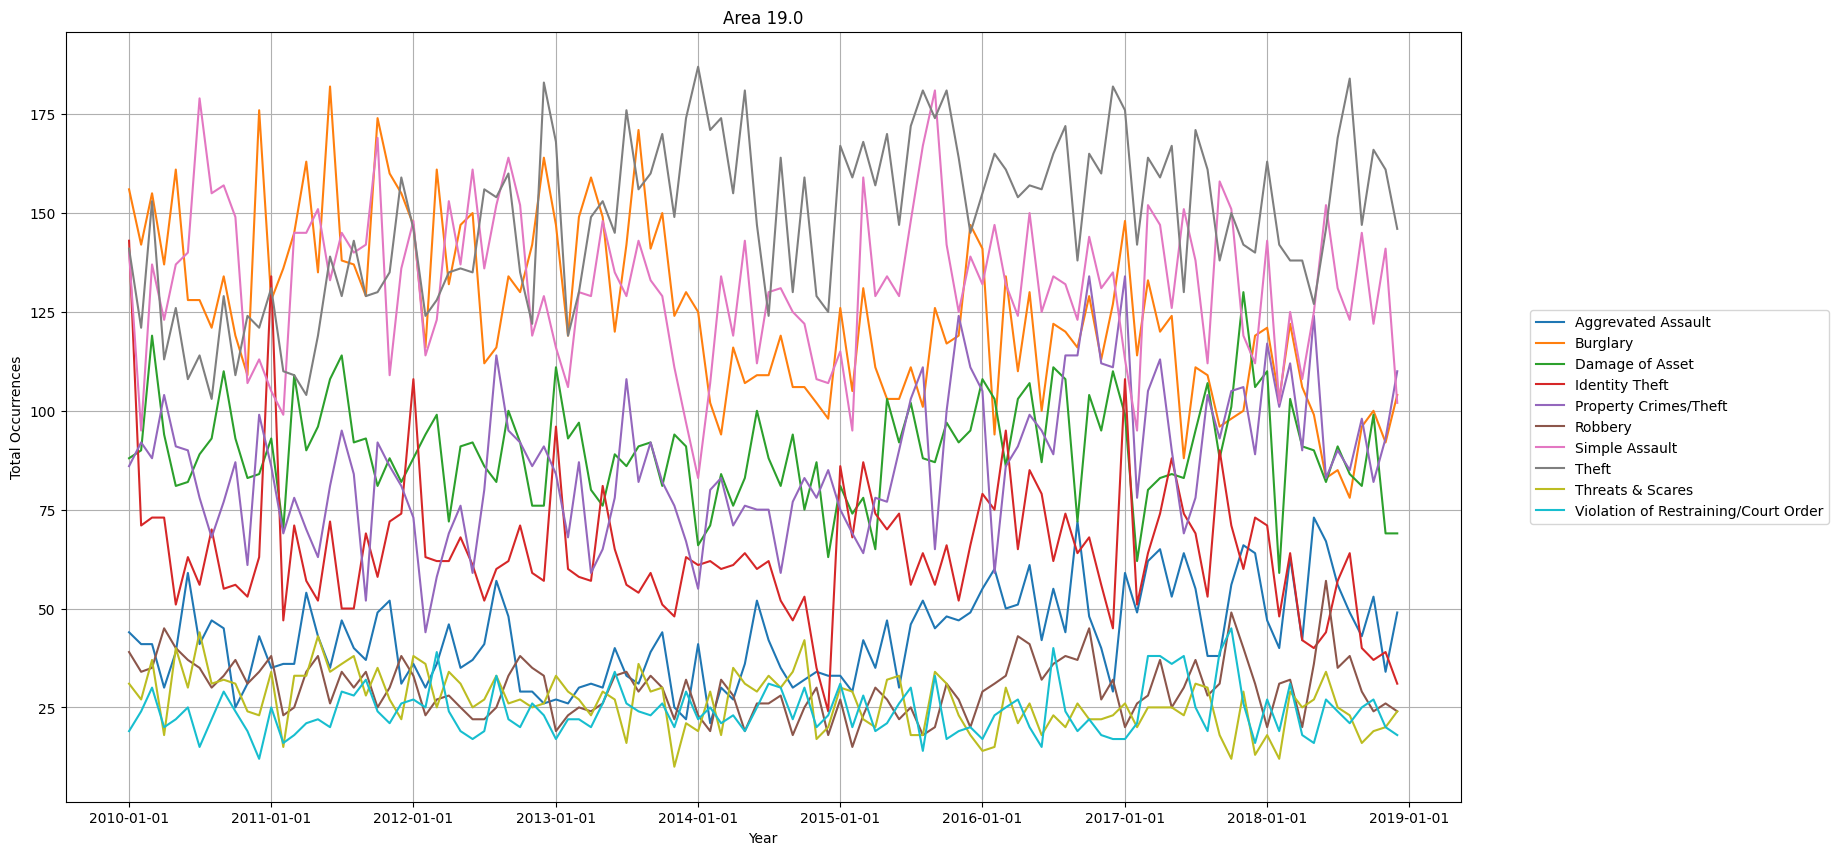 Area 19.0
Total Occurrences
175
150
125
100
75
50
25
2010-01-01 2011-01-01 2012-01-01 2013-01-01 2014-01-01 2015-01-01 2016-01-01 2017-01-01 2018-01-01 2019-01-01
Year
Aggrevated Assault
Burglary
Damage of Asset
Identity Theft
Property Crimes/Theft
Robbery
Simple Assault
Theft
Threats & Scares
Violation of Restraining/Court Order